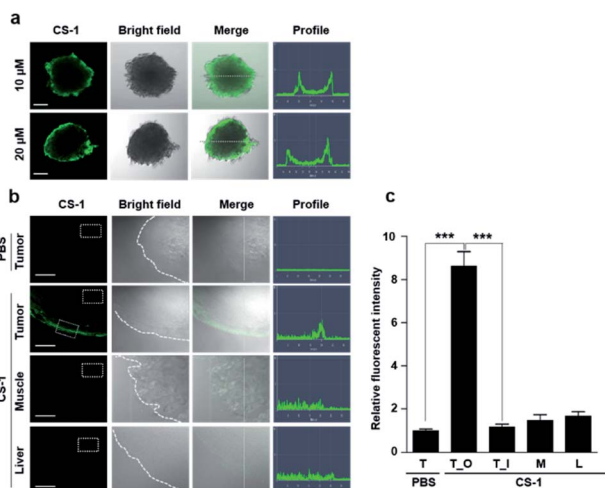 a
CS-1 Bright field Merge Profile
10 µM
20 µM
b
CS-1 Bright field Merge Profile
PBS
Tumor
CS-1
Tumor
Muscle
Liver
c
Relative fluorescent intensity
10
8
6
4
2
0
*** ***
T T_O T_I M L
PBS CS-1